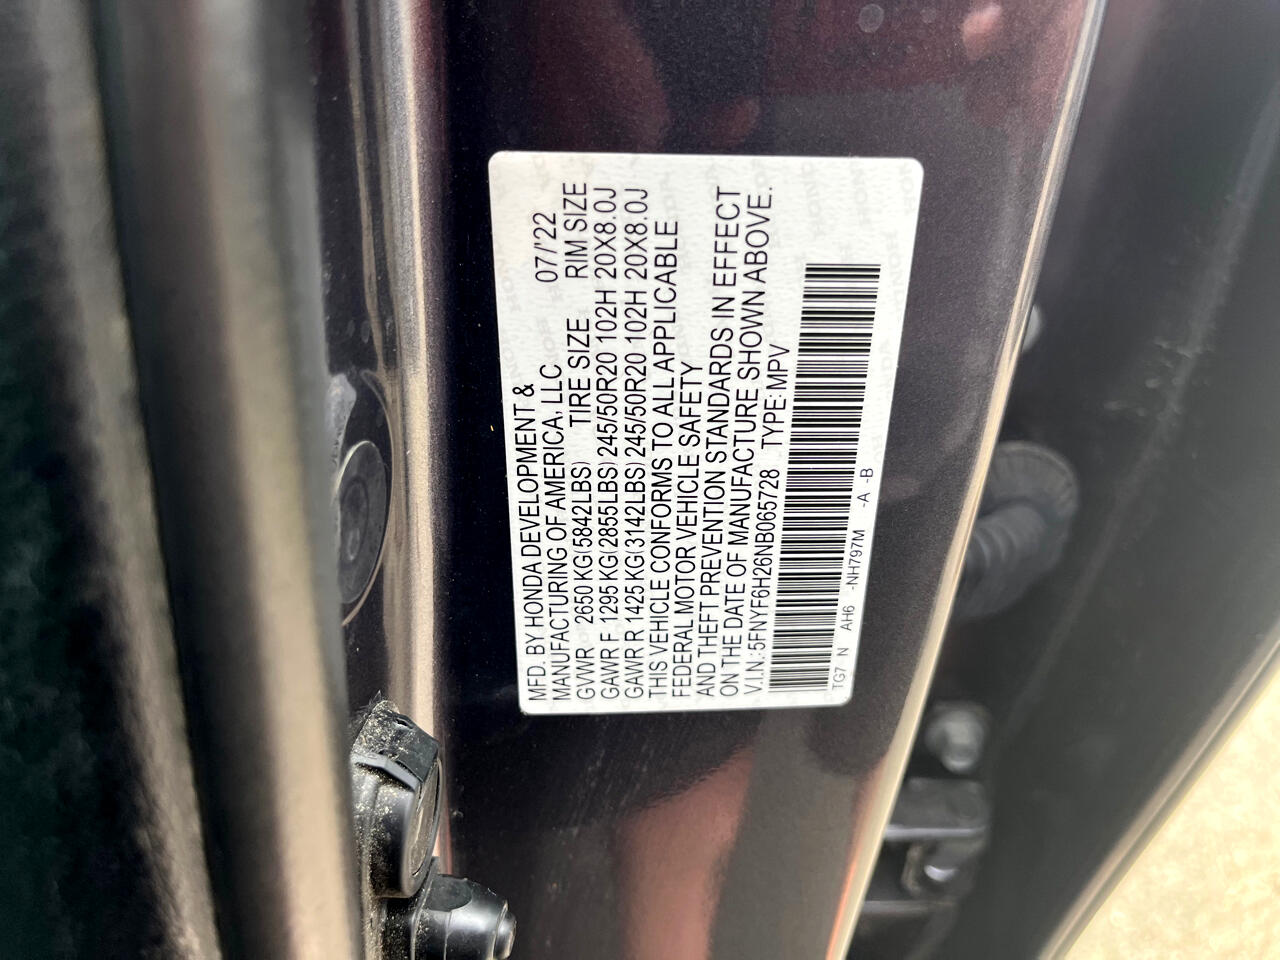 MFD. BY HONDA DEVELOPMENT &
MANUFACTURING OF AMERICA, LLC 07/'22
GVWR 2650 KG(5842LBS) TIRE SIZE RIM SIZE
GAWR F 1295 KG(2855LBS) 245/50R20 102H 20X8.0J
GAWR R 1425 KG(3142LBS) 245/50R20 102H 20X8.0J
THIS VEHICLE CONFORMS TO ALL APPLICABLE
FEDERAL MOTOR VEHICLE SAFETY
AND THEFT PREVENTION STANDARDS IN EFFECT
ON THE DATE OF MANUFACTURE SHOWN ABOVE.
V.I.N.: 5FNYF6H26NB065728 TYPE: MPV
TG7 N AH6 -NH797M -A -B